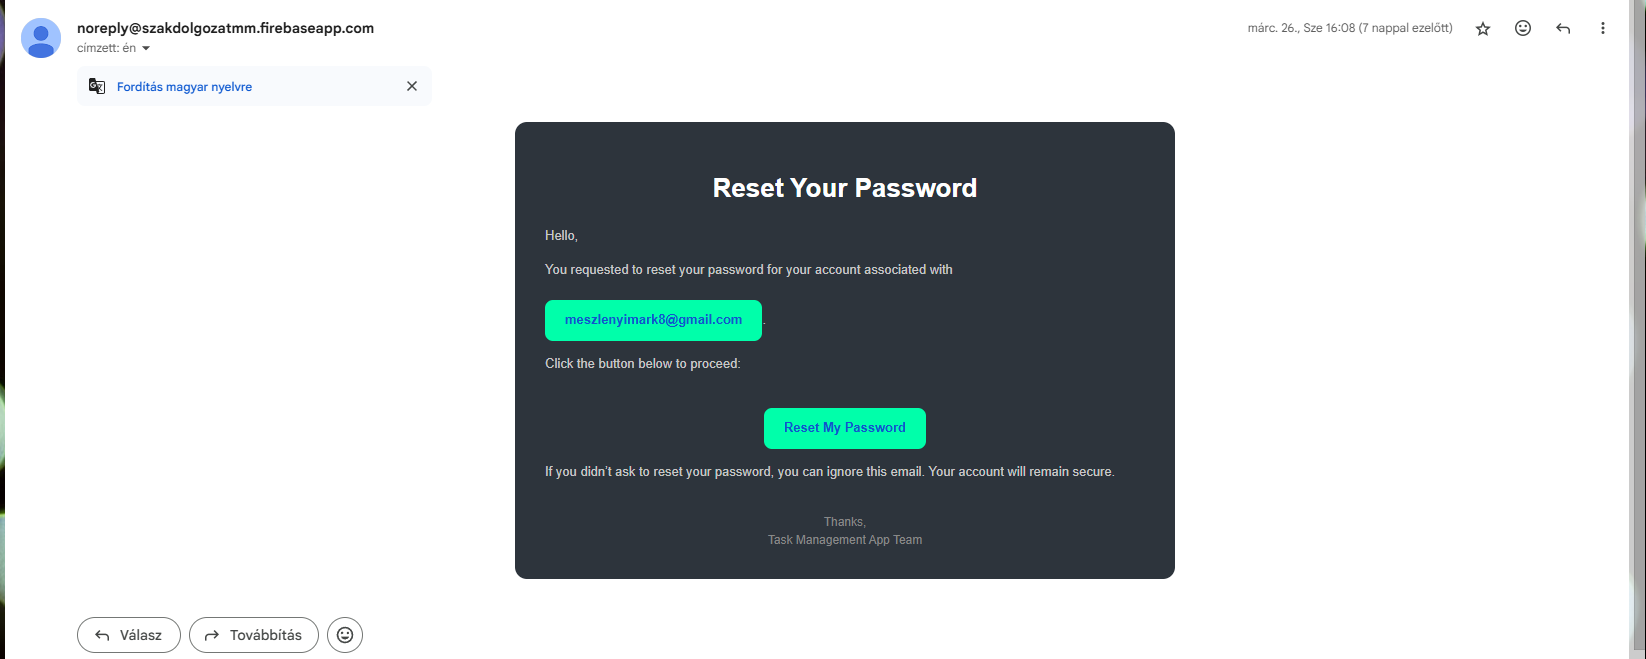 noreply@szakdolgozatmm.firebaseapp.com
márc. 26., Sze 16:08 (7 nappal ezelőtt)
címzett: én
Fordítás magyar nyelvre
Reset Your Password
Hello,
You requested to reset your password for your account associated with
meszlenyimark8@gmail.com.
Click the button below to proceed:
Reset My Password
If you didn't ask to reset your password, you can ignore this email. Your account will remain secure.
Thanks,
Task Management App Team
Válasz
Továbbítás